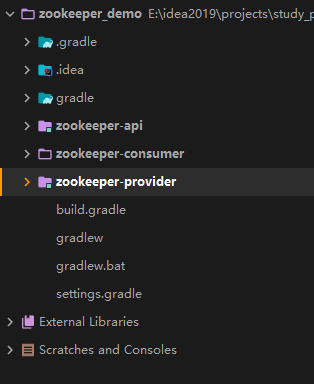 zookeeper_demo E:\idea2019\projects\study_p
.gradle
.idea
gradle
zookeeper-api
zookeeper-consumer
zookeeper-provider
build.gradle
gradlew
gradlew.bat
settings.gradle
External Libraries
Scratches and Consoles